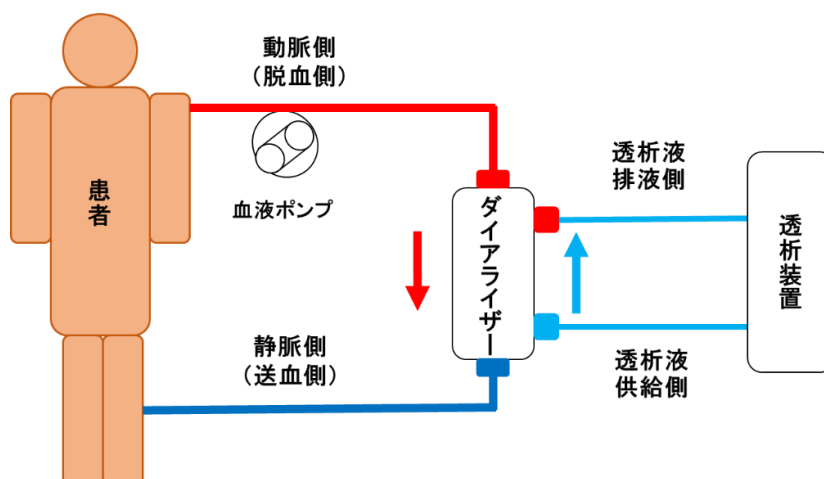 動脈側
（脱血側）
患者
血液ポンプ
ダイアライザー
透析液
排液側
透析装置
静脈側
（送血側）
透析液
供給側